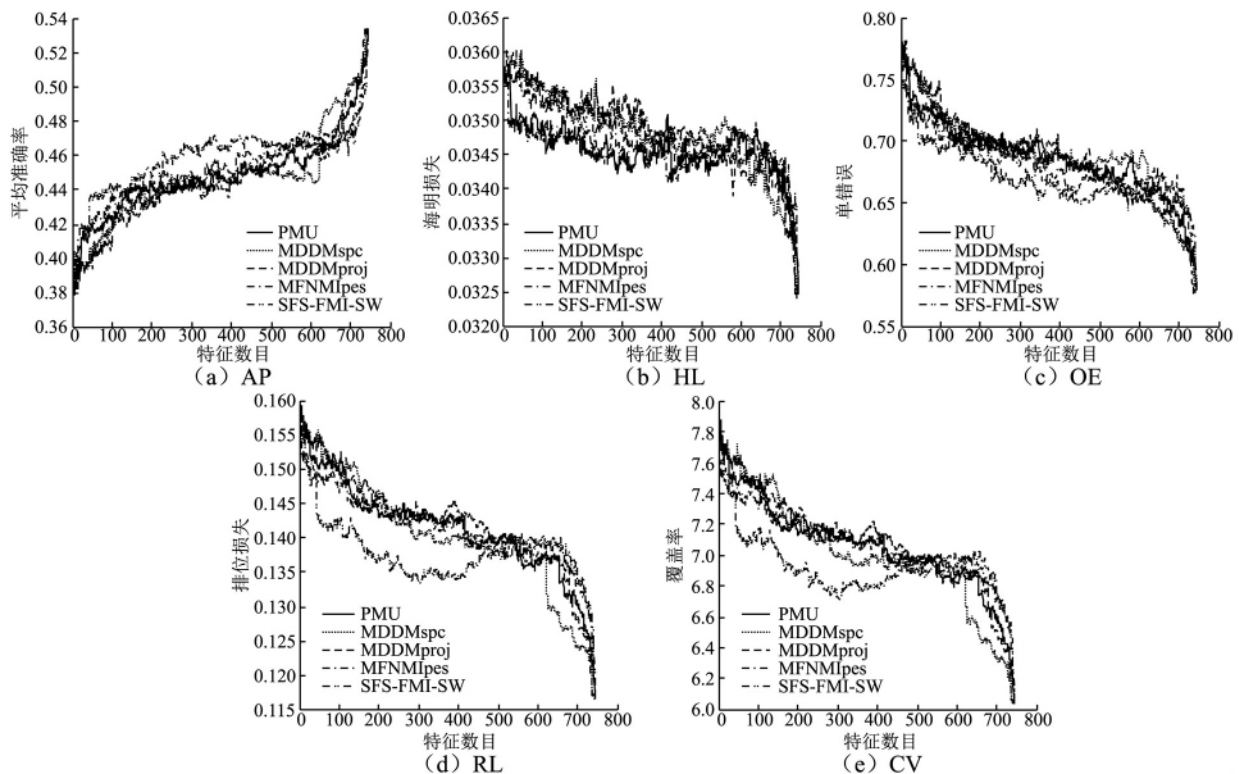 0.54
0.52
0.50
0.48
0.46
0.44
0.42
0.40
0.38
0.36
平均准确率
0 100 200 300 400 500 600 700 800
特征数目
PMU
MDDMspc
MDDMproj
MFNMIpes
SFS-FMI-SW
（a）AP
0.0365
0.0360
0.0355
0.0350
0.0345
0.0340
0.0335
0.0330
0.0325
0.0320
海明损失
0 100 200 300 400 500 600 700 800
特征数目
PMU
MDDMspc
MDDMproj
MFNMIpes
SFS-FMI-SW
（b）HL
0.80
0.75
0.70
0.65
0.60
0.55
单错误
0 100 200 300 400 500 600 700 800
特征数目
PMU
MDDMspc
MDDMproj
MFNMIpes
SFS-FMI-SW
（c）OE
0.160
0.155
0.150
0.145
0.140
0.135
0.130
0.125
0.120
0.115
排位损失
0 100 200 300 400 500 600 700 800
特征数目
PMU
MDDMspc
MDDMproj
MFNMIpes
SFS-FMI-SW
（d）RL
8.0
7.8
7.6
7.4
7.2
7.0
6.8
6.6
6.4
6.2
6.0
覆盖率
0 100 200 300 400 500 600 700 800
特征数目
PMU
MDDMspc
MDDMproj
MFNMIpes
SFS-FMI-SW
（e）CV